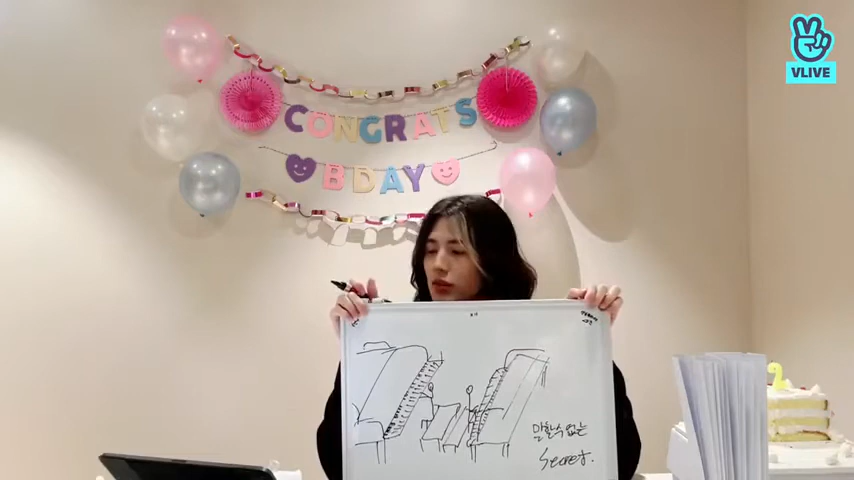 VLIVE
CONGRATS
BDAY
말할수 없는
Secret.